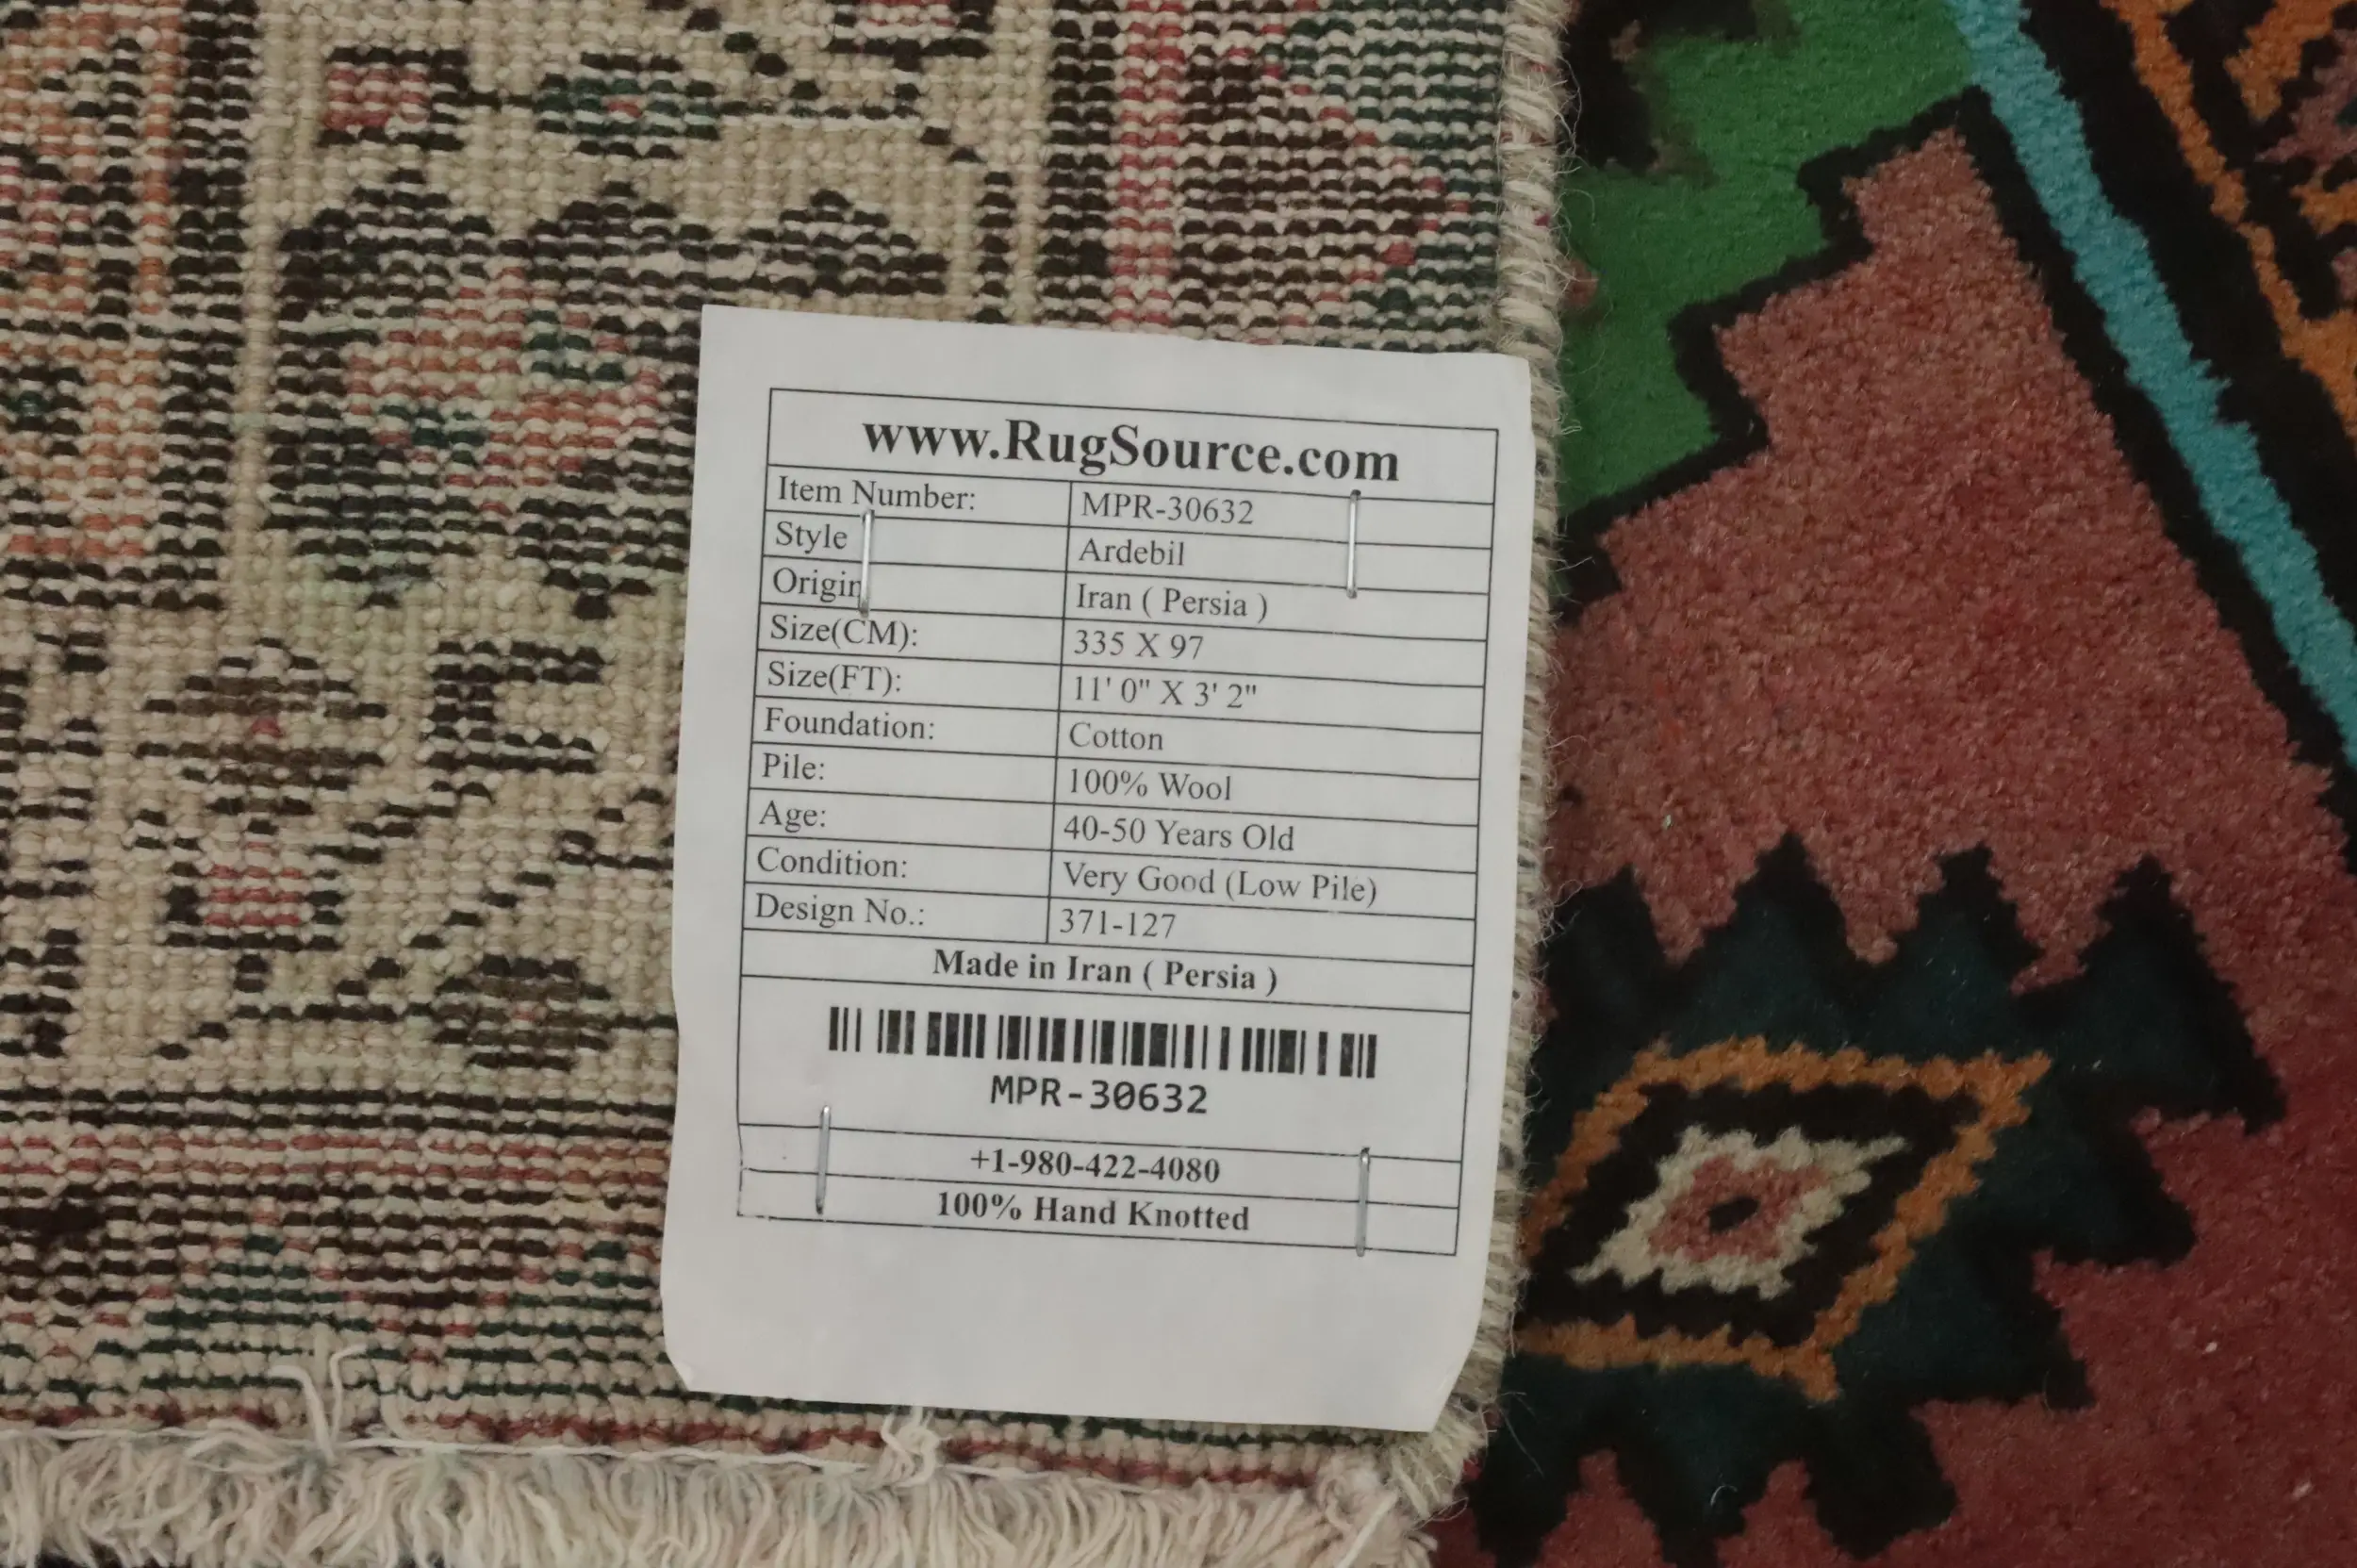 www.RugSource.com
Item Number: MPR-30632
Style Ardebil
Origin Iran ( Persia )
Size(CM): 335 X 97
Size(FT): 11' 0" X 3' 2"
Foundation: Cotton
Pile: 100% Wool
Age: 40-50 Years Old
Condition: Very Good (Low Pile)
Design No.: 371-127
Made in Iran ( Persia )
MPR-30632
+1-980-422-4080
100% Hand Knotted